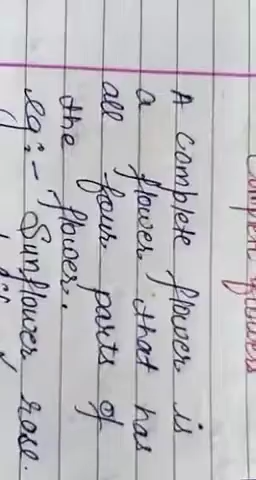 Complete flowers
A complete flower is
a flower that has
all four parts of
the flower.
eg:- Sunflower rose.